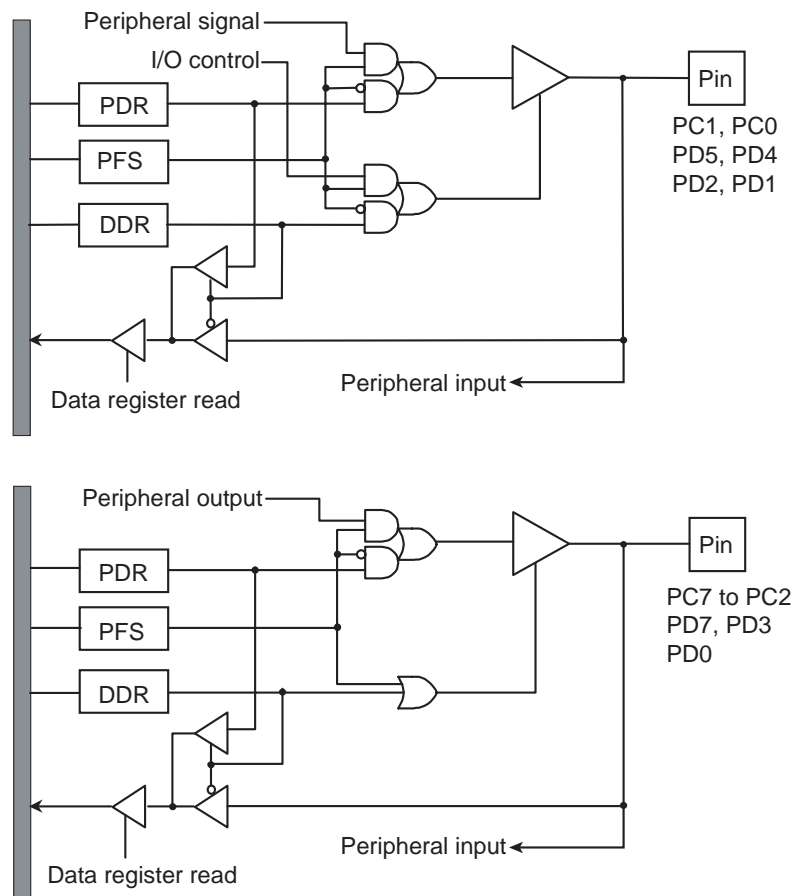 Peripheral signal
I/O control
PDR
PFS
DDR
Pin
PC1, PC0
PD5, PD4
PD2, PD1
Peripheral input
Data register read
Peripheral output
PDR
PFS
DDR
Pin
PC7 to PC2
PD7, PD3
PD0
Peripheral input
Data register read